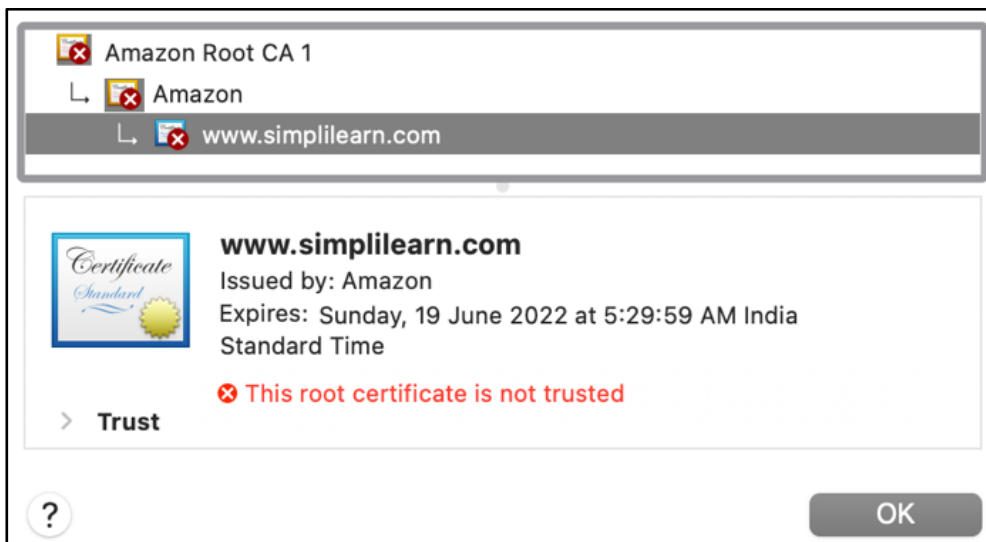 Amazon Root CA 1
Amazon
www.simplilearn.com
Certificate
Standard
www.simplilearn.com
Issued by: Amazon
Expires: Sunday, 19 June 2022 at 5:29:59 AM India
Standard Time
This root certificate is not trusted
Trust
?
OK